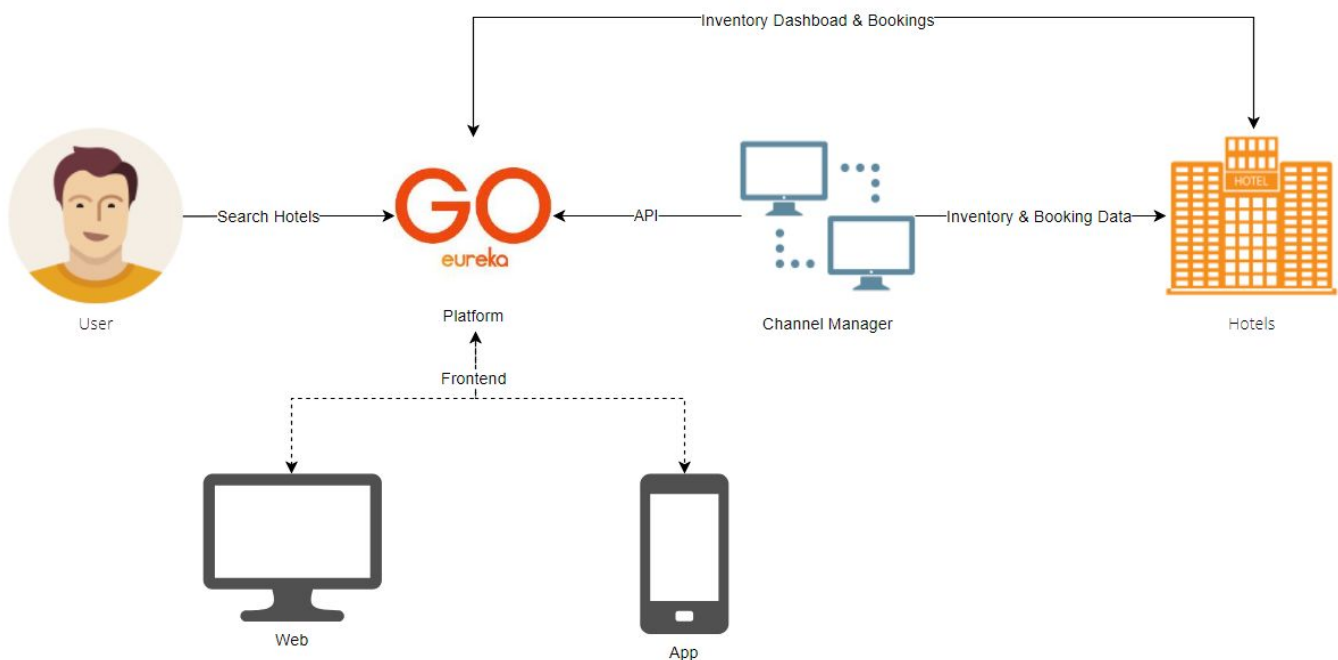 Inventory Dashboad & Bookings
HOTEL
Search Hotels
GO
eureka
API
Inventory & Booking Data
User
Platform
Channel Manager
Hotels
Frontend
Web
App